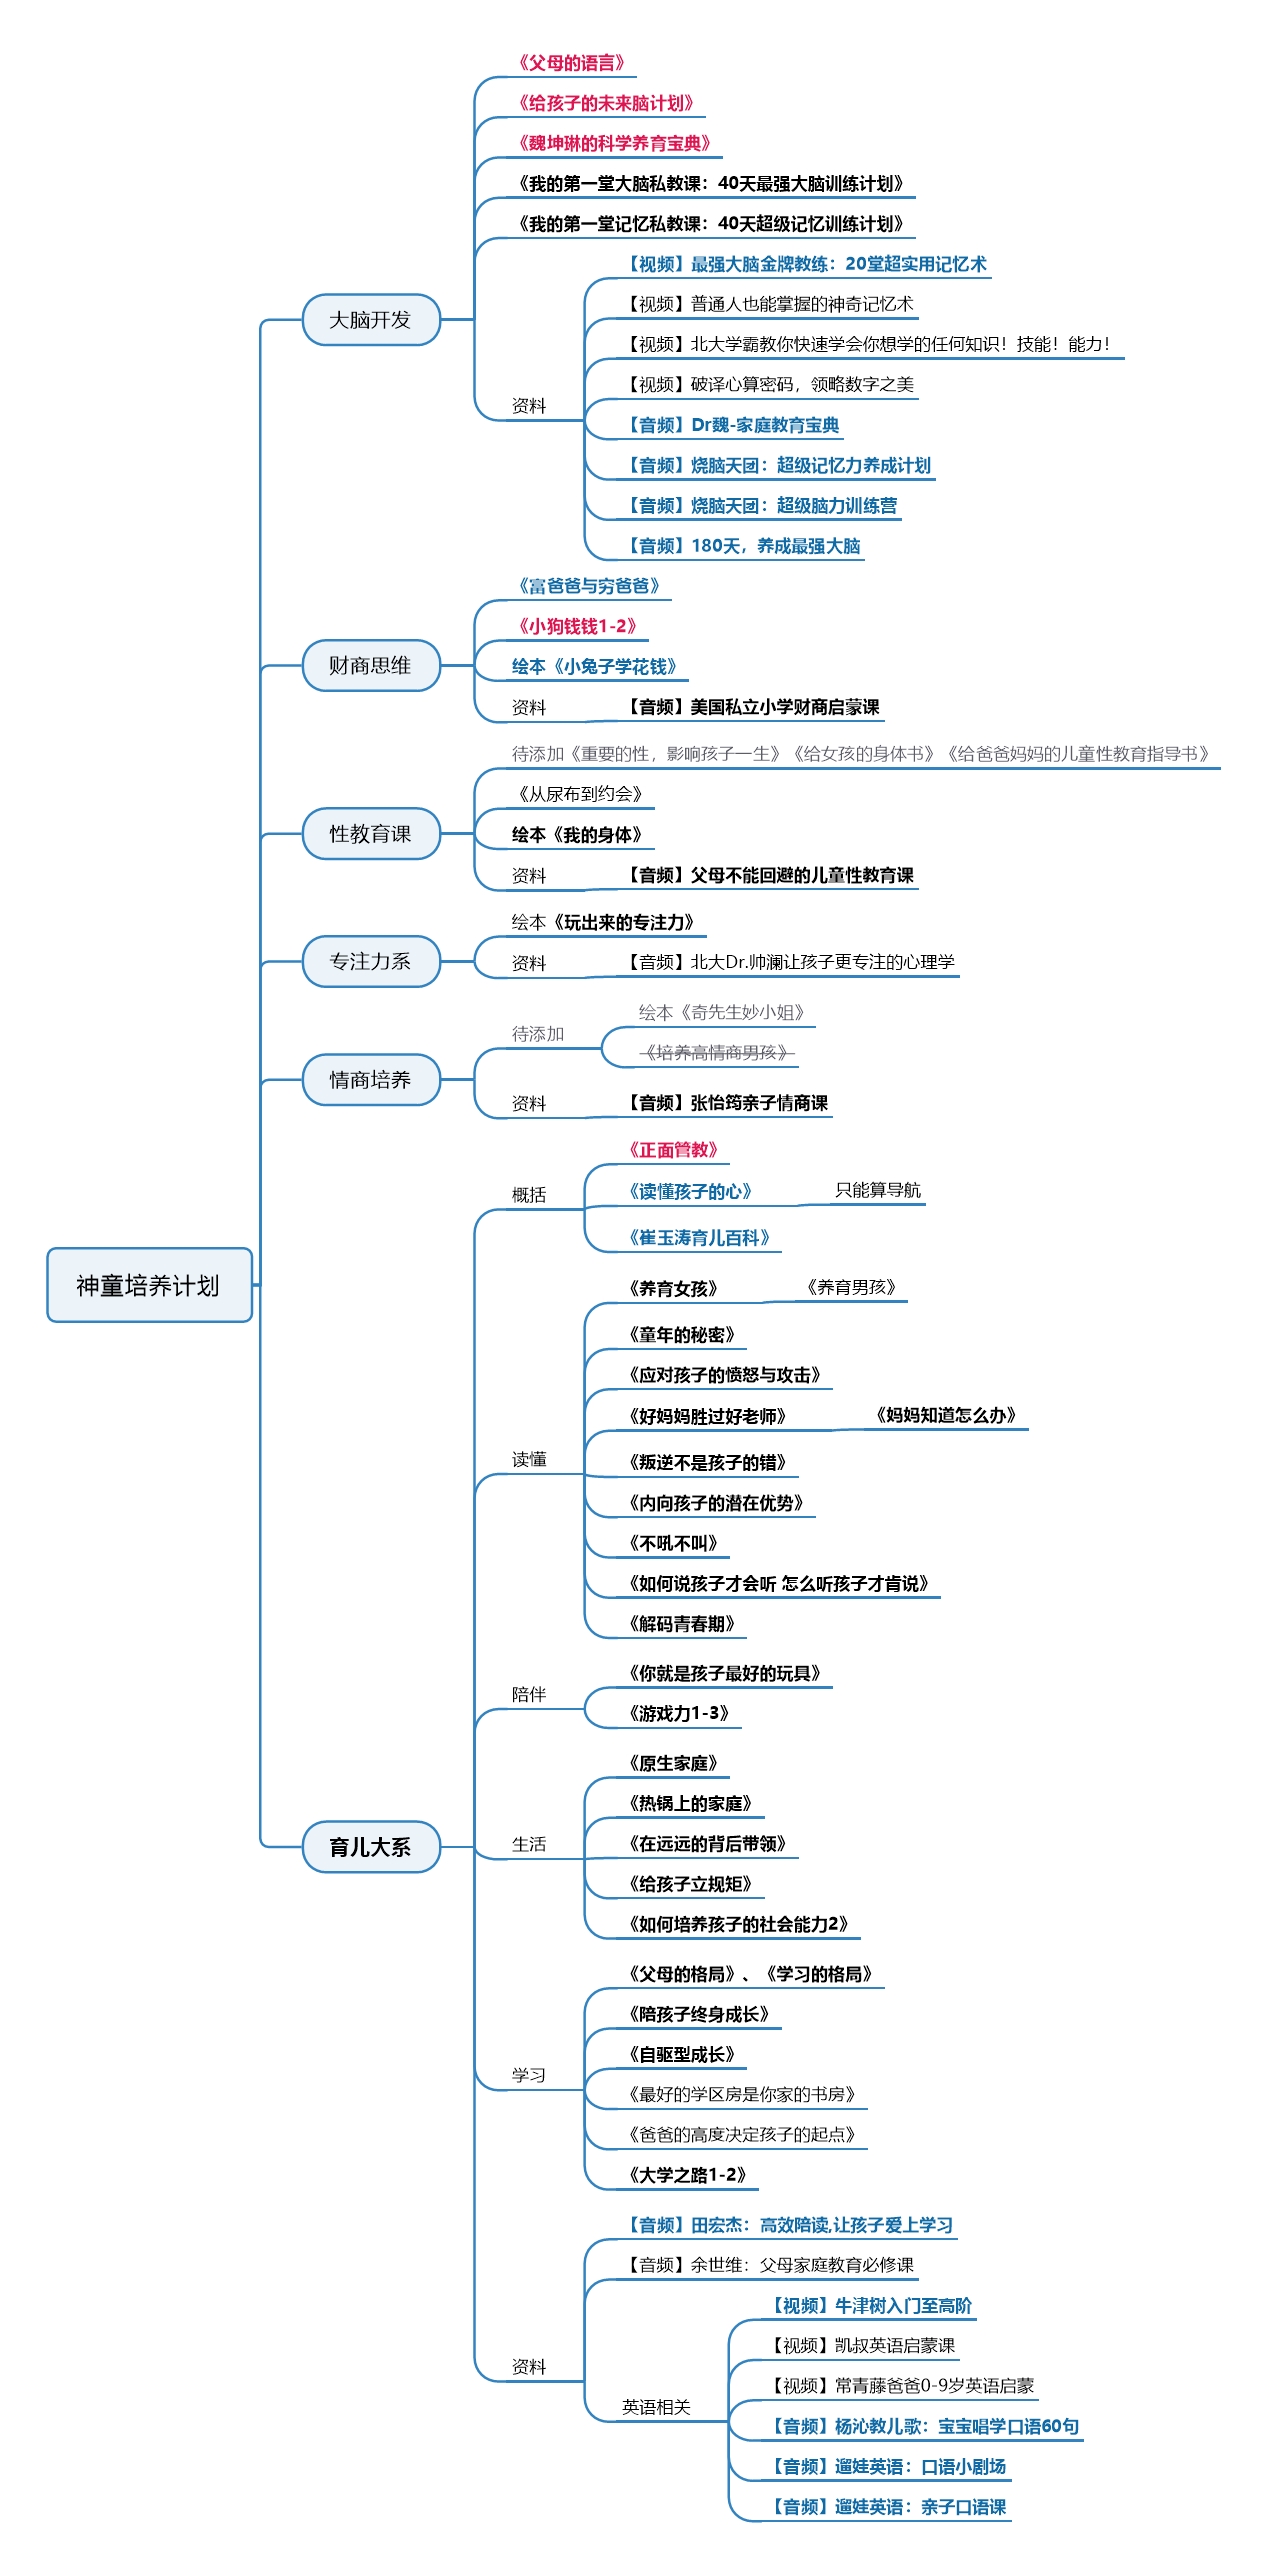 神童培养计划
大脑开发
《父母的语言》
《给孩子的未来脑计划》
《魏坤琳的科学养育宝典》
《我的第一堂大脑私教课：40天最强大脑训练计划》
《我的第一堂记忆私教课：40天超级记忆训练计划》
资料
【视频】最强大脑金牌教练：20堂超实用记忆术
【视频】普通人也能掌握的神奇记忆术
【视频】北大学霸教你快速学会你想学的任何知识！技能！能力！
【视频】破译心算密码，领略数字之美
【音频】Dr魏-家庭教育宝典
【音频】烧脑天团：超级记忆力养成计划
【音频】烧脑天团：超级脑力训练营
【音频】180天，养成最强大脑
财商思维
《富爸爸与穷爸爸》
《小狗钱钱1-2》
绘本《小兔子学花钱》
资料
【音频】美国私立小学财商启蒙课
性教育课
待添加《重要的性，影响孩子一生》《给女孩的身体书》《给爸爸妈妈的儿童性教育指导书》
《从尿布到约会》
绘本《我的身体》
资料
【音频】父母不能回避的儿童性教育课
专注力系
绘本《玩出来的专注力》
资料
【音频】北大Dr.帅澜让孩子更专注的心理学
情商培养
待添加
绘本《奇先生妙小姐》
《培养高情商男孩》
资料
【音频】张怡筠亲子情商课
育儿大系
概括
《正面管教》
《读懂孩子的心》
只能算导航
《崔玉涛育儿百科》
读懂
《养育女孩》
《养育男孩》
《童年的秘密》
《应对孩子的愤怒与攻击》
《好妈妈胜过好老师》
《妈妈知道怎么办》
《叛逆不是孩子的错》
《内向孩子的潜在优势》
《不吼不叫》
《如何说孩子才会听 怎么听孩子才肯说》
《解码青春期》
陪伴
《你就是孩子最好的玩具》
《游戏力1-3》
生活
《原生家庭》
《热锅上的家庭》
《在远远的背后带领》
《给孩子立规矩》
《如何培养孩子的社会能力2》
学习
《父母的格局》、《学习的格局》
《陪孩子终身成长》
《自驱型成长》
《最好的学区房是你家的书房》
《爸爸的高度决定孩子的起点》
《大学之路1-2》
资料
【音频】田宏杰：高效陪读,让孩子爱上学习
【音频】余世维：父母家庭教育必修课
英语相关
【视频】牛津树入门至高阶
【视频】凯叔英语启蒙课
【视频】常青藤爸爸0-9岁英语启蒙
【音频】杨沁教儿歌：宝宝唱学口语60句
【音频】遛娃英语：口语小剧场
【音频】遛娃英语：亲子口语课